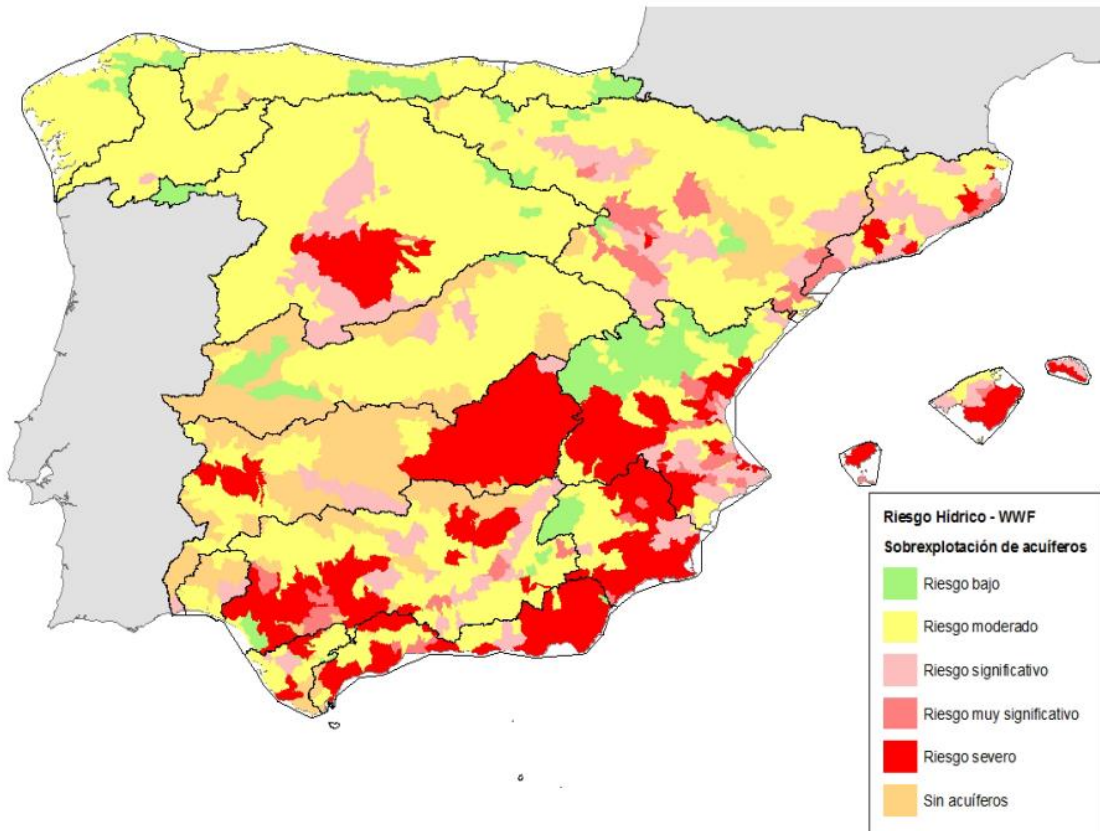 Riesgo Hídrico - WWF
Sobrexplotación de acuíferos
Riesgo bajo
Riesgo moderado
Riesgo significativo
Riesgo muy significativo
Riesgo severo
Sin acuíferos